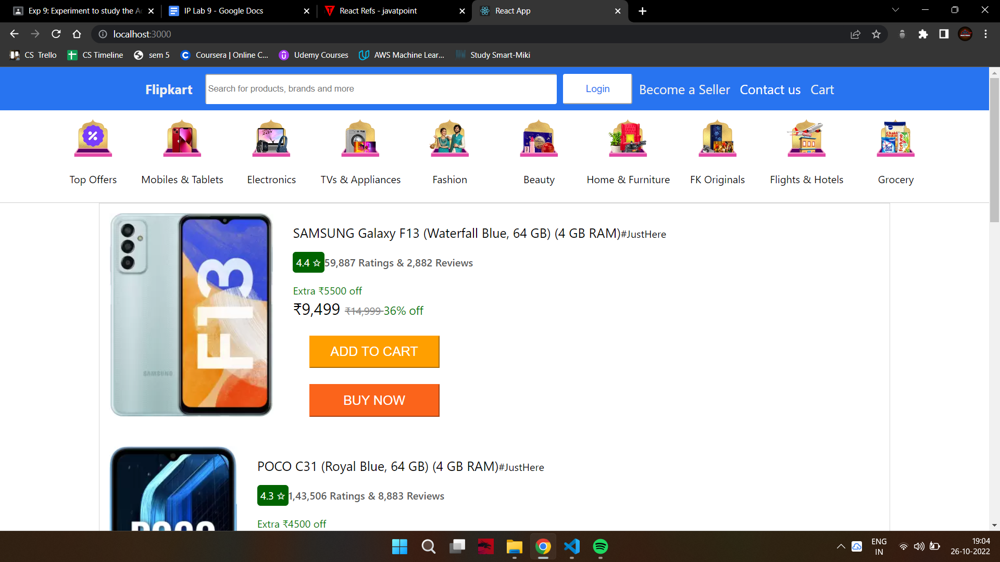 Exp 9: Experiment to study the Ac
IP Lab 9 - Google Docs
React Refs - javatpoint
React App
localhost:3000
CS Trello
CS Timeline
sem 5
Coursera | Online C...
Udemy Courses
AWS Machine Lear...
Study Smart-Miki
Flipkart
Search for products, brands and more
Login
Become a Seller
Contact us
Cart
Top Offers
Mobiles & Tablets
Electronics
TVs & Appliances
Fashion
Beauty
Home & Furniture
FK Originals
Flights & Hotels
Grocery
SAMSUNG Galaxy F13 (Waterfall Blue, 64 GB) (4 GB RAM)#JustHere
4.4 ☆ 59,887 Ratings & 2,882 Reviews
Extra ₹5500 off
₹9,499 ₹14,999 36% off
ADD TO CART
BUY NOW
SAMSUNG
F13
POCO C31 (Royal Blue, 64 GB) (4 GB RAM)#JustHere
4.3 ☆ 1,43,506 Ratings & 8,883 Reviews
Extra ₹4500 off
POCO
ENG
IN
19:04
26-10-2022